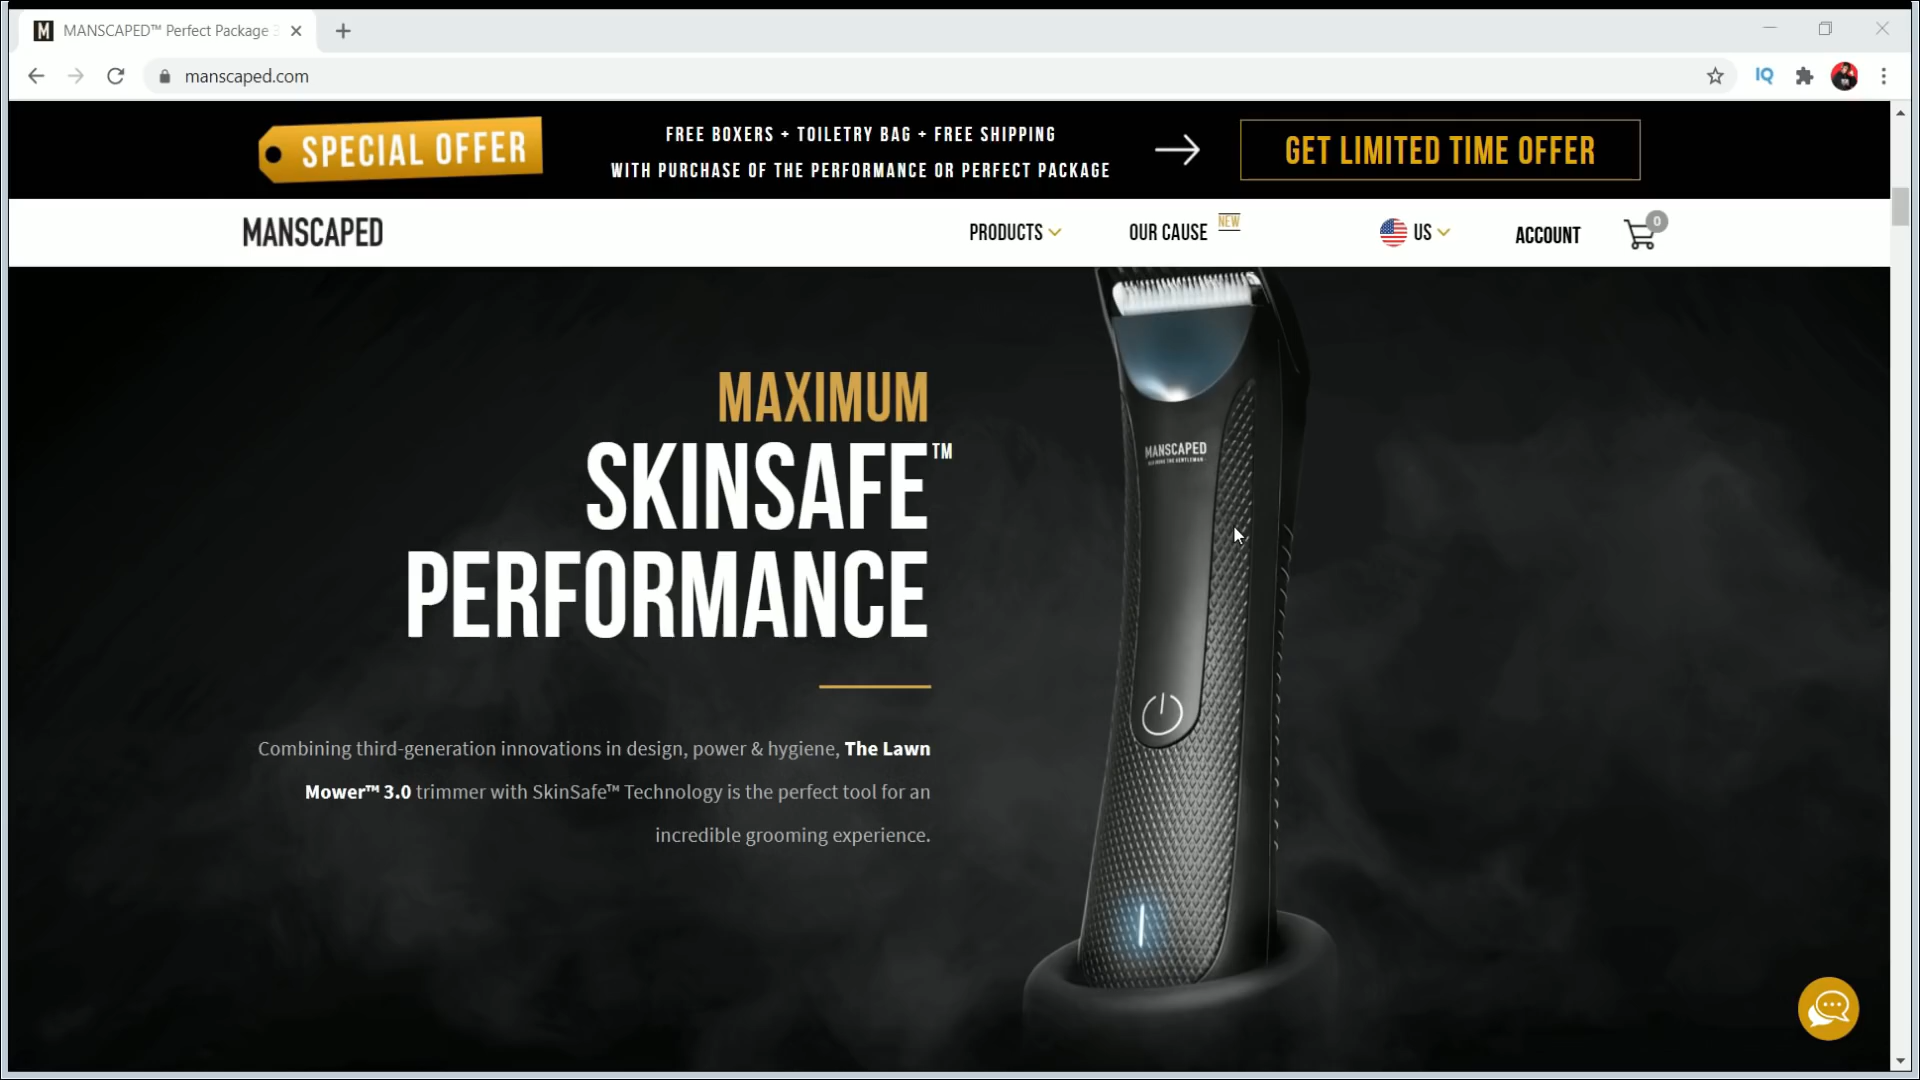 MANSCAPED™ Perfect Package
manscaped.com
IQ
SPECIAL OFFER
FREE BOXERS + TOILETRY BAG + FREE SHIPPING
WITH PURCHASE OF THE PERFORMANCE OR PERFECT PACKAGE
GET LIMITED TIME OFFER
MANSCAPED
PRODUCTS
OUR CAUSE
NEW
US
ACCOUNT
0
MAXIMUM
SKINSAFE™
PERFORMANCE
MANSCAPED
Combining third-generation innovations in design, power & hygiene, The Lawn
Mower™ 3.0 trimmer with SkinSafe™ Technology is the perfect tool for an
incredible grooming experience.